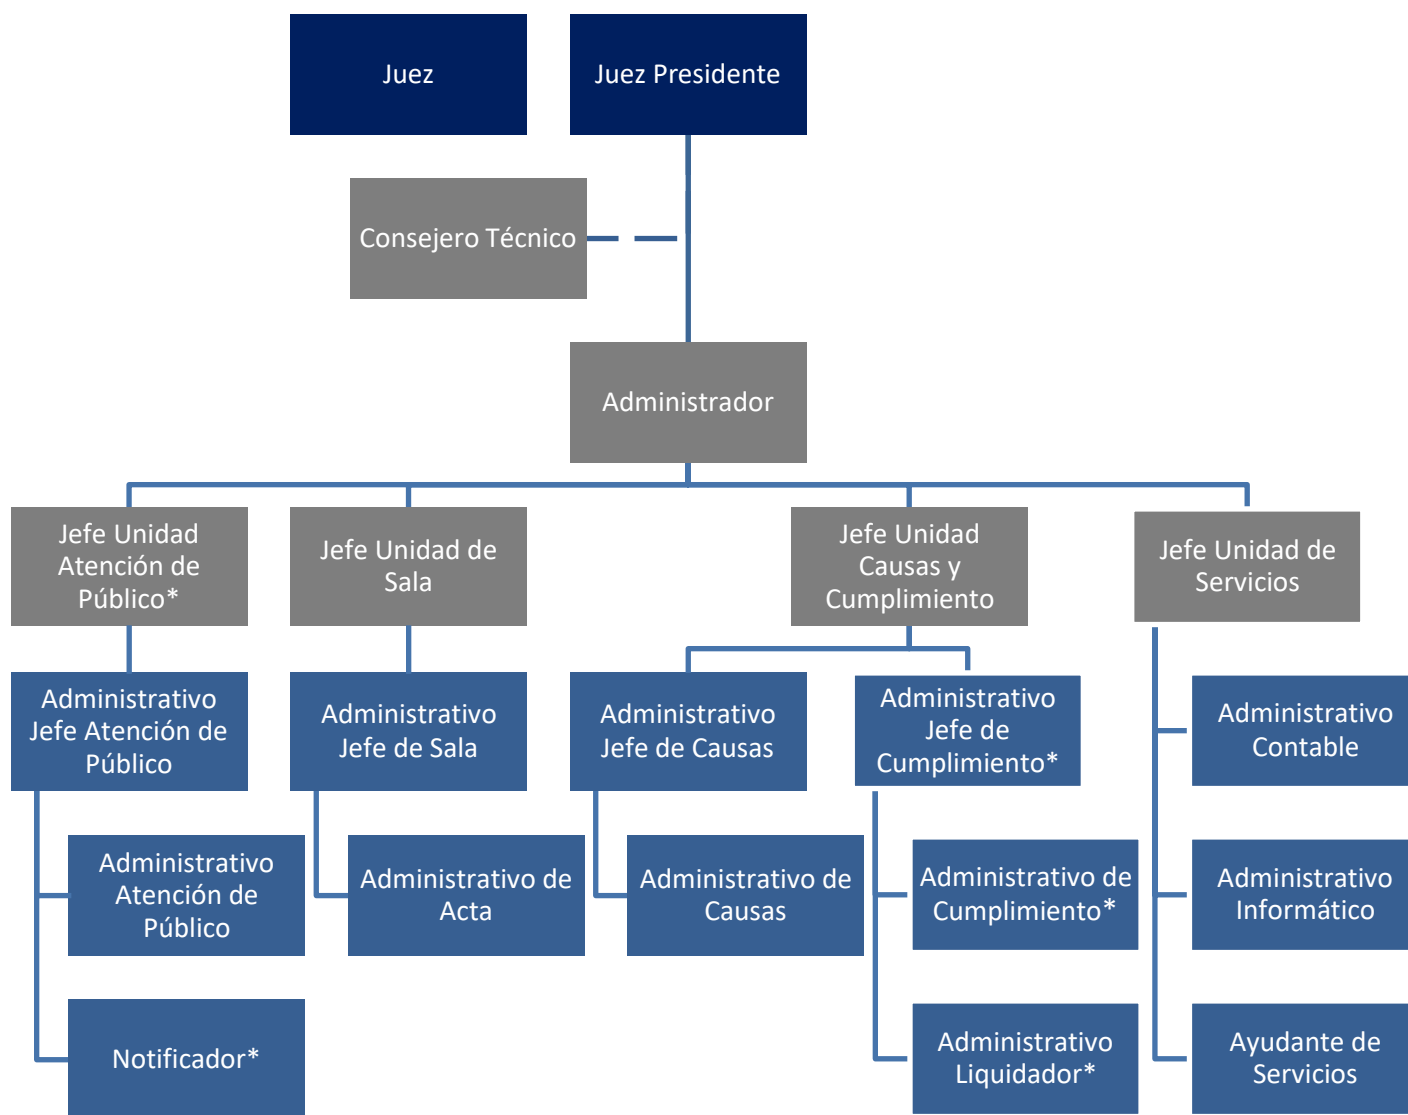 Juez
Juez Presidente
Consejero Técnico
Administrador
Jefe Unidad
Atención de
Público*
Jefe Unidad de
Sala
Jefe Unidad
Causas y
Cumplimiento
Jefe Unidad de
Servicios
Administrativo
Jefe Atención de
Público
Administrativo
Jefe de Sala
Administrativo
Jefe de Causas
Administrativo
Jefe de
Cumplimiento*
Administrativo
Contable
Administrativo
Atención de
Público
Administrativo de
Acta
Administrativo de
Causas
Administrativo de
Cumplimiento*
Administrativo
Informático
Notificador*
Administrativo
Liquidador*
Ayudante de
Servicios